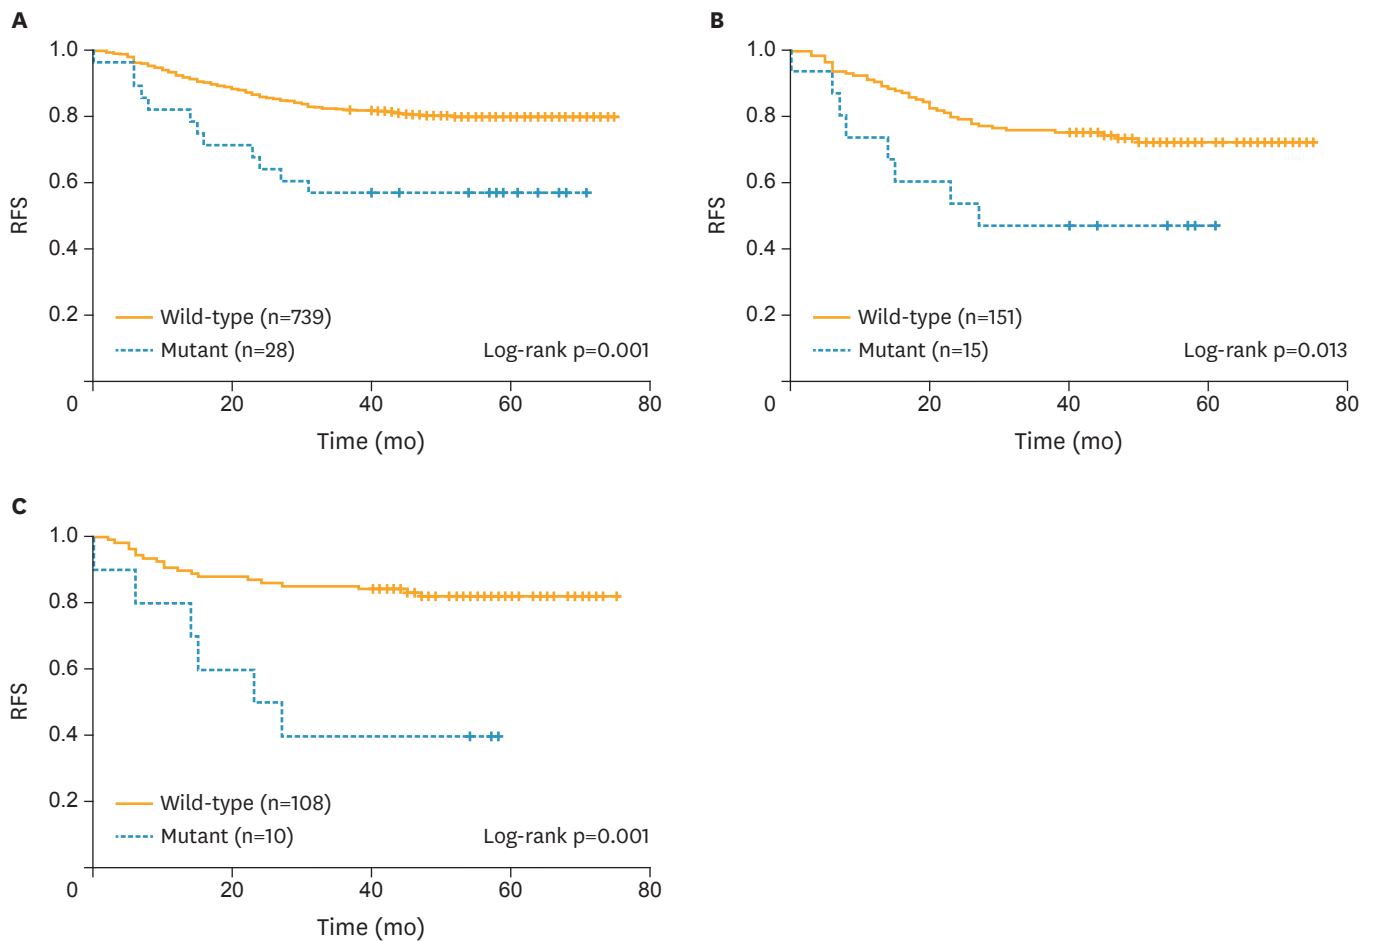 A
1.0
0.8
0.6
0.4
0.2
RFS
Wild-type (n=739)
Mutant (n=28)
Log-rank p=0.001
0 20 40 60 80
Time (mo)
B
1.0
0.8
0.6
0.4
0.2
RFS
Wild-type (n=151)
Mutant (n=15)
Log-rank p=0.013
0 20 40 60 80
Time (mo)
C
1.0
0.8
0.6
0.4
0.2
RFS
Wild-type (n=108)
Mutant (n=10)
Log-rank p=0.001
0 20 40 60 80
Time (mo)